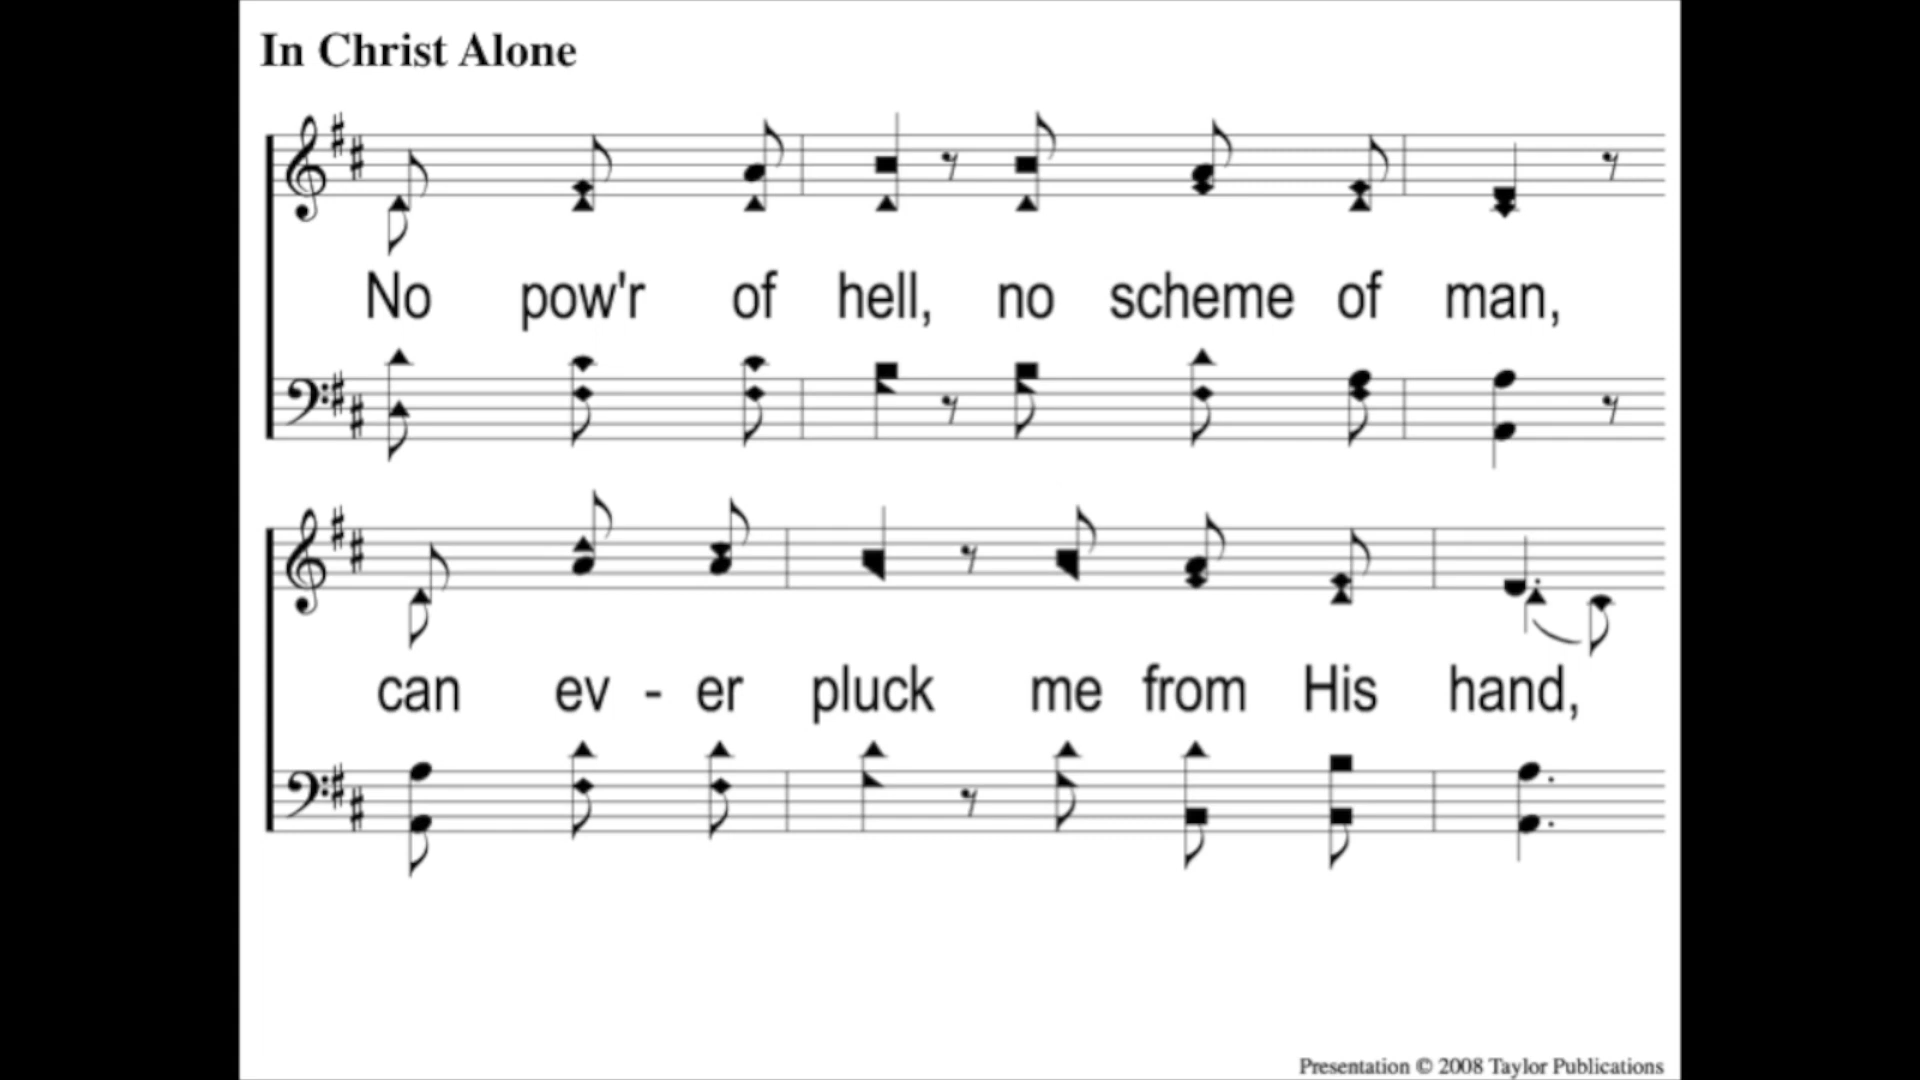 In Christ Alone
No pow'r of hell, no scheme of man,
can ev - er pluck me from His hand,
Presentation © 2008 Taylor Publications